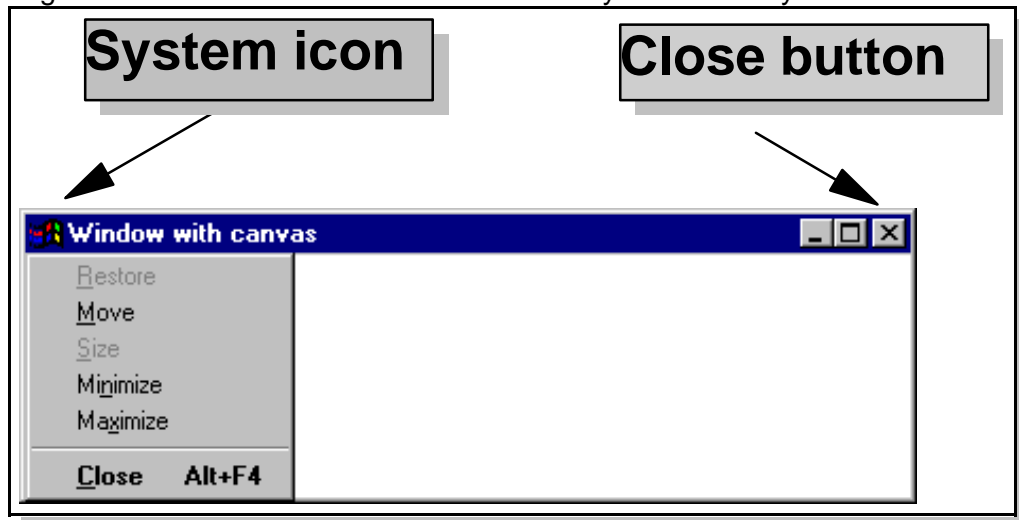 System icon
Close button
Window with canvas
Restore
Move
Size
Minimize
Maximize
Close Alt+F4